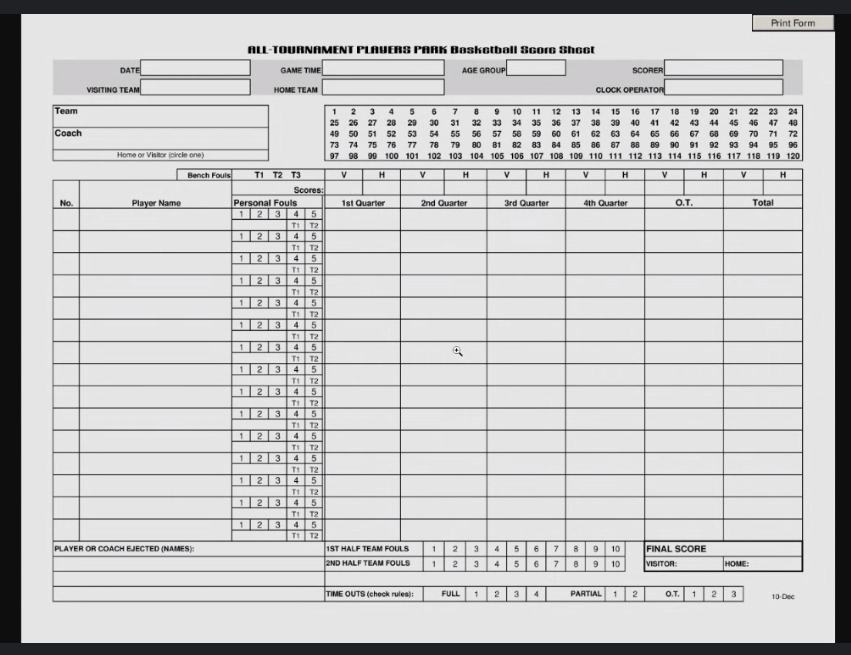 Print Form
ALL-TOURNAMENT PLAYERS PARK Basketball Score Sheet
DATE GAME TIME AGE GROUP SCORER
VISITING TEAM HOME TEAM CLOCK OPERATOR
Team
Coach
Home or Visitor (circle one)
1 2 3 4 5 6 7 8 9 10 11 12 13 14 15 16 17 18 19 20 21 22 23 24
25 26 27 28 29 30 31 32 33 34 35 36 37 38 39 40 41 42 43 44 45 46 47 48
49 50 51 52 53 54 55 56 57 58 59 60 61 62 63 64 65 66 67 68 69 70 71 72
73 74 75 76 77 78 79 80 81 82 83 84 85 86 87 88 89 90 91 92 93 94 95 96
97 98 99 100 101 102 103 104 105 106 107 108 109 110 111 112 113 114 115 116 117 118 119 120
Bench Fouls T1 T2 T3 V H V H V H V H V H V H
Scores:
No. Player Name Personal Fouls 1st Quarter 2nd Quarter 3rd Quarter 4th Quarter O.T. Total
1 2 3 4 5
T1 T2
1 2 3 4 5
T1 T2
1 2 3 4 5
T1 T2
1 2 3 4 5
T1 T2
1 2 3 4 5
T1 T2
1 2 3 4 5
T1 T2
1 2 3 4 5
T1 T2
1 2 3 4 5
T1 T2
1 2 3 4 5
T1 T2
1 2 3 4 5
T1 T2
1 2 3 4 5
T1 T2
1 2 3 4 5
T1 T2
1 2 3 4 5
T1 T2
1 2 3 4 5
T1 T2
1 2 3 4 5
T1 T2
PLAYER OR COACH EJECTED (NAMES): 1ST HALF TEAM FOULS 1 2 3 4 5 6 7 8 9 10 FINAL SCORE
2ND HALF TEAM FOULS 1 2 3 4 5 6 7 8 9 10 VISITOR: HOME:
TIME OUTS (check rules): FULL 1 2 3 4 PARTIAL 1 2 O.T. 1 2 3 10-Dec